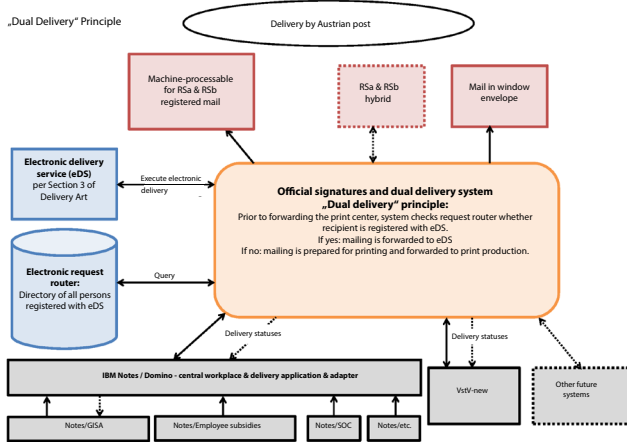 „Dual Delivery“ Principle
Delivery by Austrian post
Machine-processable
for RSa & RSb
registered mail
RSa & RSb
hybrid
Mail in window
envelope
Electronic delivery
service (eDS)
per Section 3 of
Delivery Art
Execute electronic
delivery
Official signatures and dual delivery system
„Dual delivery“ principle:
Prior to forwarding the print center, system checks request router whether
recipient is registered with eDS.
If yes: mailing is forwarded to eDS
If no: mailing is prepared for printing and forwarded to print production.
Electronic request
router:
Directory of all persons
registered with eDS
Query
Delivery statuses
Delivery statuses
IBM Notes / Domino - central workplace & delivery application & adapter
VstV-new
Other future
systems
Notes/GISA
Notes/Employee subsidies
Notes/SOC
Notes/etc.